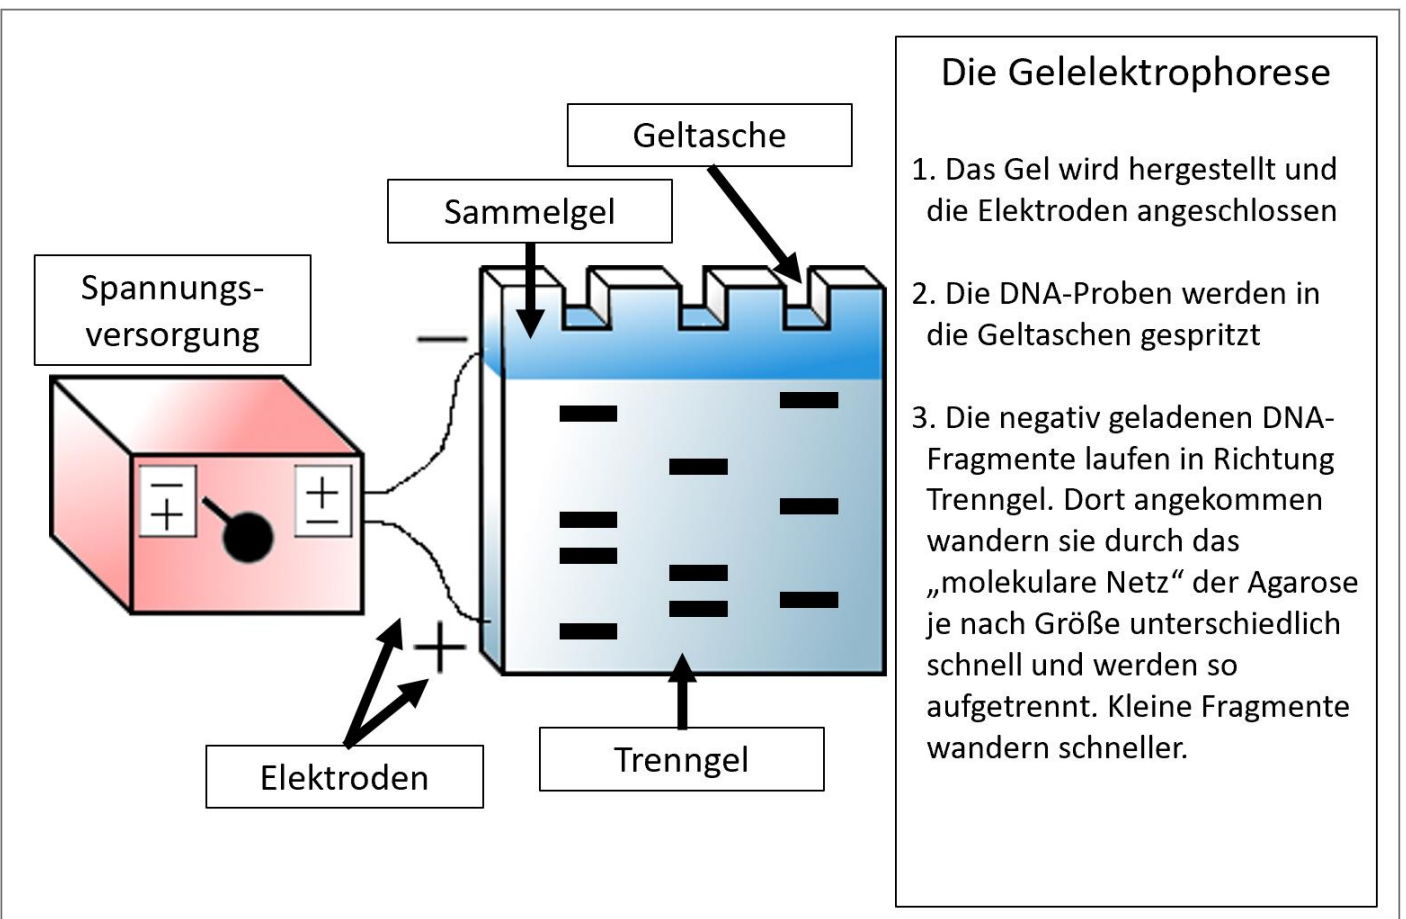 Die Gelelektrophorese
Geltasche
Sammelgel
Spannungs-
versorgung
Elektroden
Trenngel
−
+
− +
+ −
1. Das Gel wird hergestellt und
die Elektroden angeschlossen
2. Die DNA-Proben werden in
die Geltaschen gespritzt
3. Die negativ geladenen DNA-
Fragmente laufen in Richtung
Trenngel. Dort angekommen
wandern sie durch das
„molekulare Netz“ der Agarose
je nach Größe unterschiedlich
schnell und werden so
aufgetrennt. Kleine Fragmente
wandern schneller.